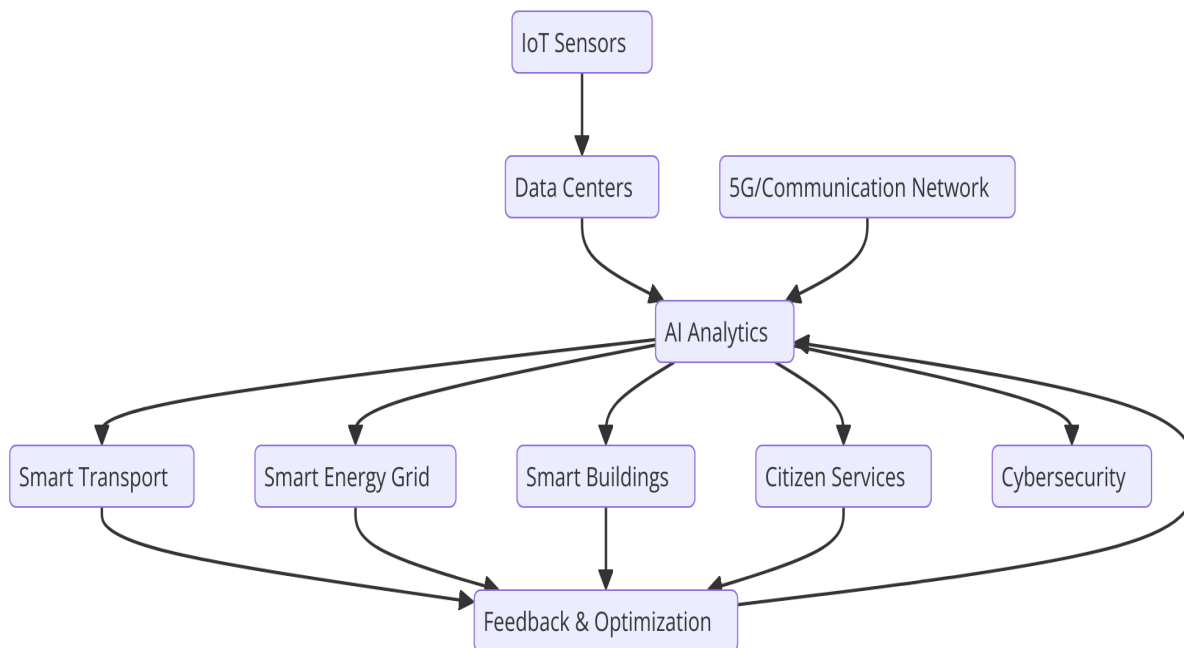 IoT Sensors
Data Centers
5G/Communication Network
AI Analytics
Smart Transport
Smart Energy Grid
Smart Buildings
Citizen Services
Cybersecurity
Feedback & Optimization